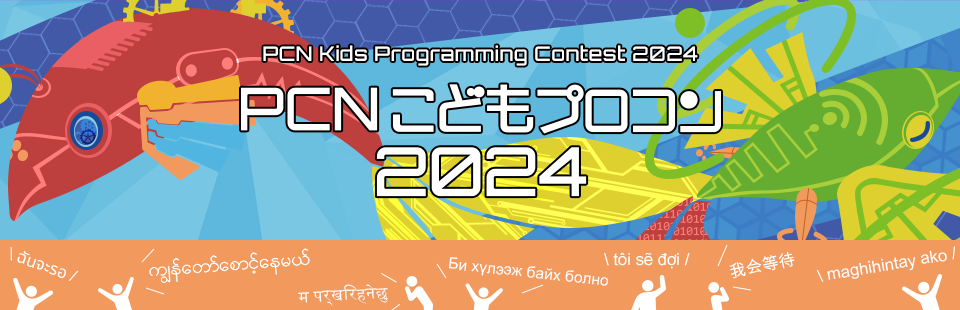 PCN Kids Programming Contest 2024
PCN こどもプロコン
2024
\ ฉันจะรอ /
ကျွန်တော်စောင့်နေမယ်
म पर्खरिहनेछु
\ Би хүлээж байх болно
\ tôi sẽ đợi /
我会等待
\ maghihintay ako /